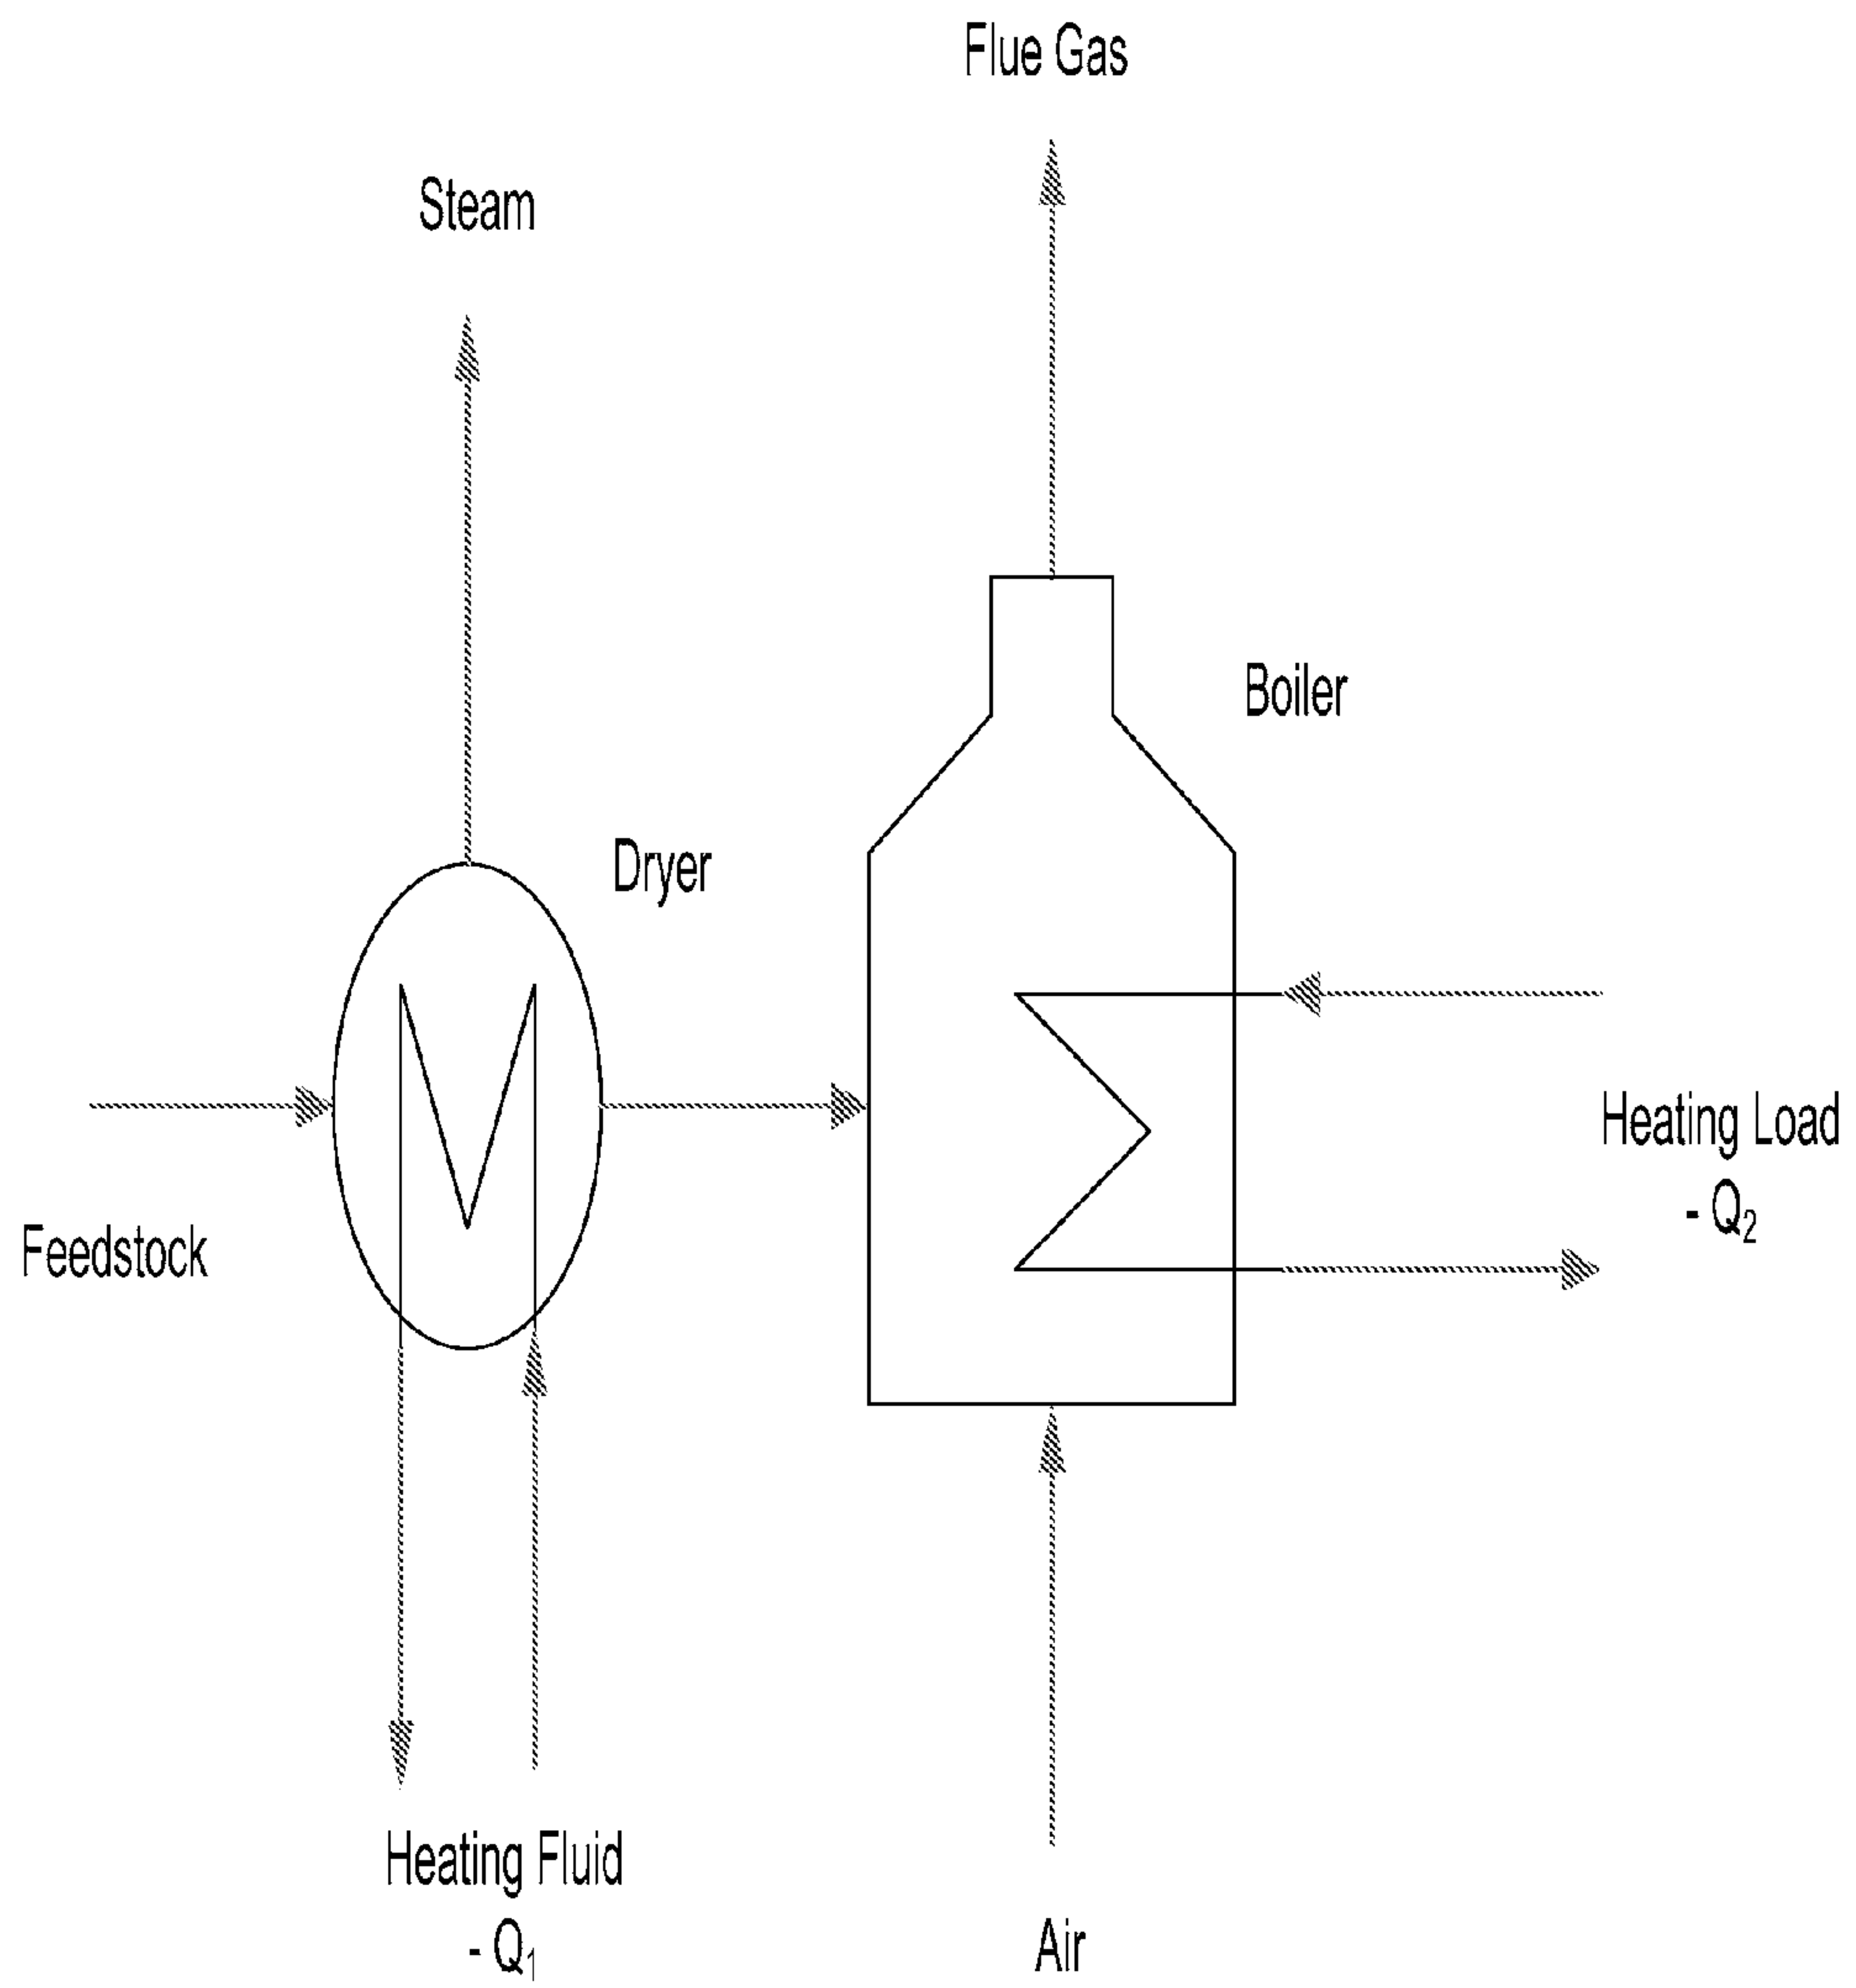 Flue Gas
Steam
Boiler
Dryer
Heating Load
- Q2
Feedstock
Heating Fluid
- Q1
Air